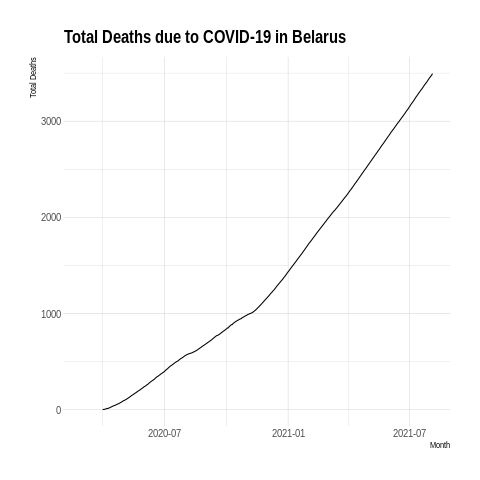 Total Deaths due to COVID-19 in Belarus
Total Deaths
3000
2000
1000
0
2020-07
2021-01
2021-07
Month